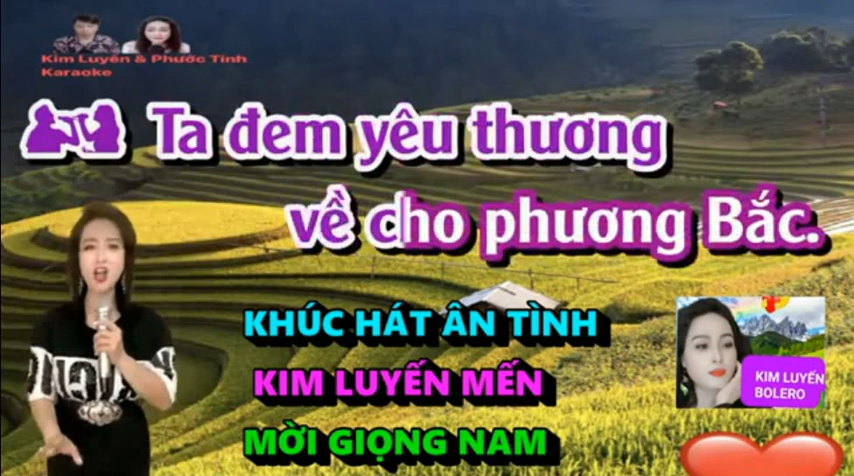 Kim Luyến & Phước Tính
Karaoke
Ta đem yêu thương
về cho phương Bắc.
KHÚC HÁT ÂN TÌNH
KIM LUYẾN MẾN
MỜI GIỌNG NAM
KIM LUYẾN
BOLERO